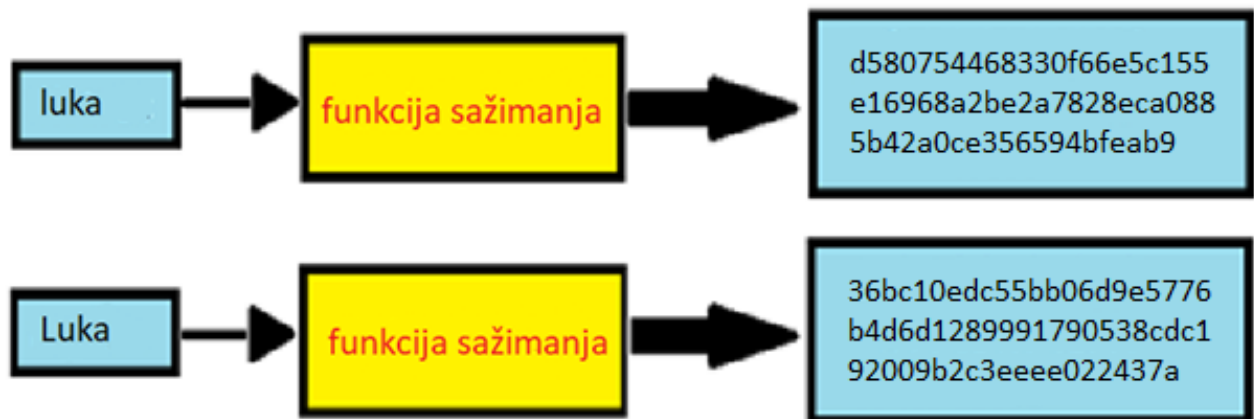 luka
funkcija sažimanja
d580754468330f66e5c155
e16968a2be2a7828eca088
5b42a0ce356594bfeab9
Luka
funkcija sažimanja
36bc10edc55bb06d9e5776
b4d6d1289991790538cdc1
92009b2c3eeee022437a